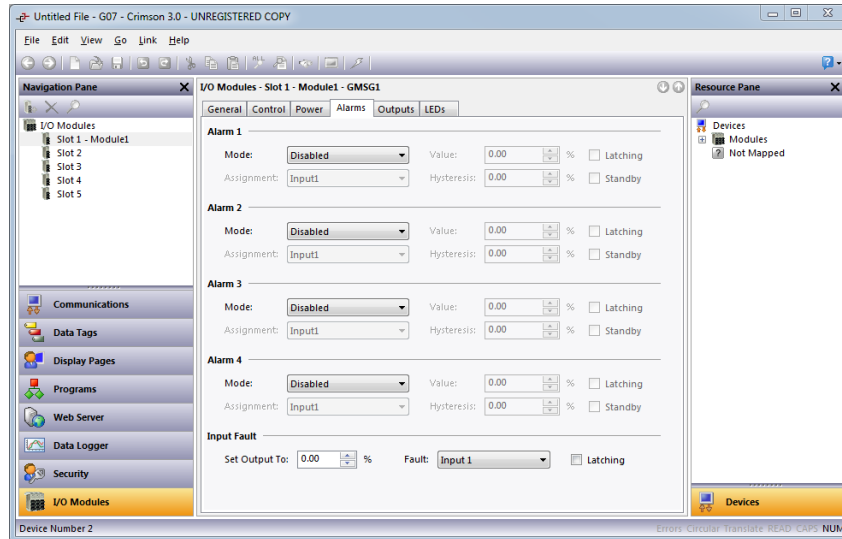 Untitled File - G07 - Crimson 3.0 - UNREGISTERED COPY
File Edit View Go Link Help
Navigation Pane
I/O Modules
Slot 1 - Module1
Slot 2
Slot 3
Slot 4
Slot 5
Communications
Data Tags
Display Pages
Programs
Web Server
Data Logger
Security
I/O Modules
I/O Modules - Slot 1 - Module1 - GMSG1
General Control Power Alarms Outputs LEDs
Alarm 1
Mode: Disabled Value: 0.00 % Latching
Assignment: Input1 Hysteresis: 0.00 % Standby
Alarm 2
Mode: Disabled Value: 0.00 % Latching
Assignment: Input1 Hysteresis: 0.00 % Standby
Alarm 3
Mode: Disabled Value: 0.00 % Latching
Assignment: Input1 Hysteresis: 0.00 % Standby
Alarm 4
Mode: Disabled Value: 0.00 % Latching
Assignment: Input1 Hysteresis: 0.00 % Standby
Input Fault
Set Output To: 0.00 % Fault: Input 1 Latching
Resource Pane
Devices
Modules
Not Mapped
Devices
Device Number 2
Errors Circular Translate READ CAPS NUM